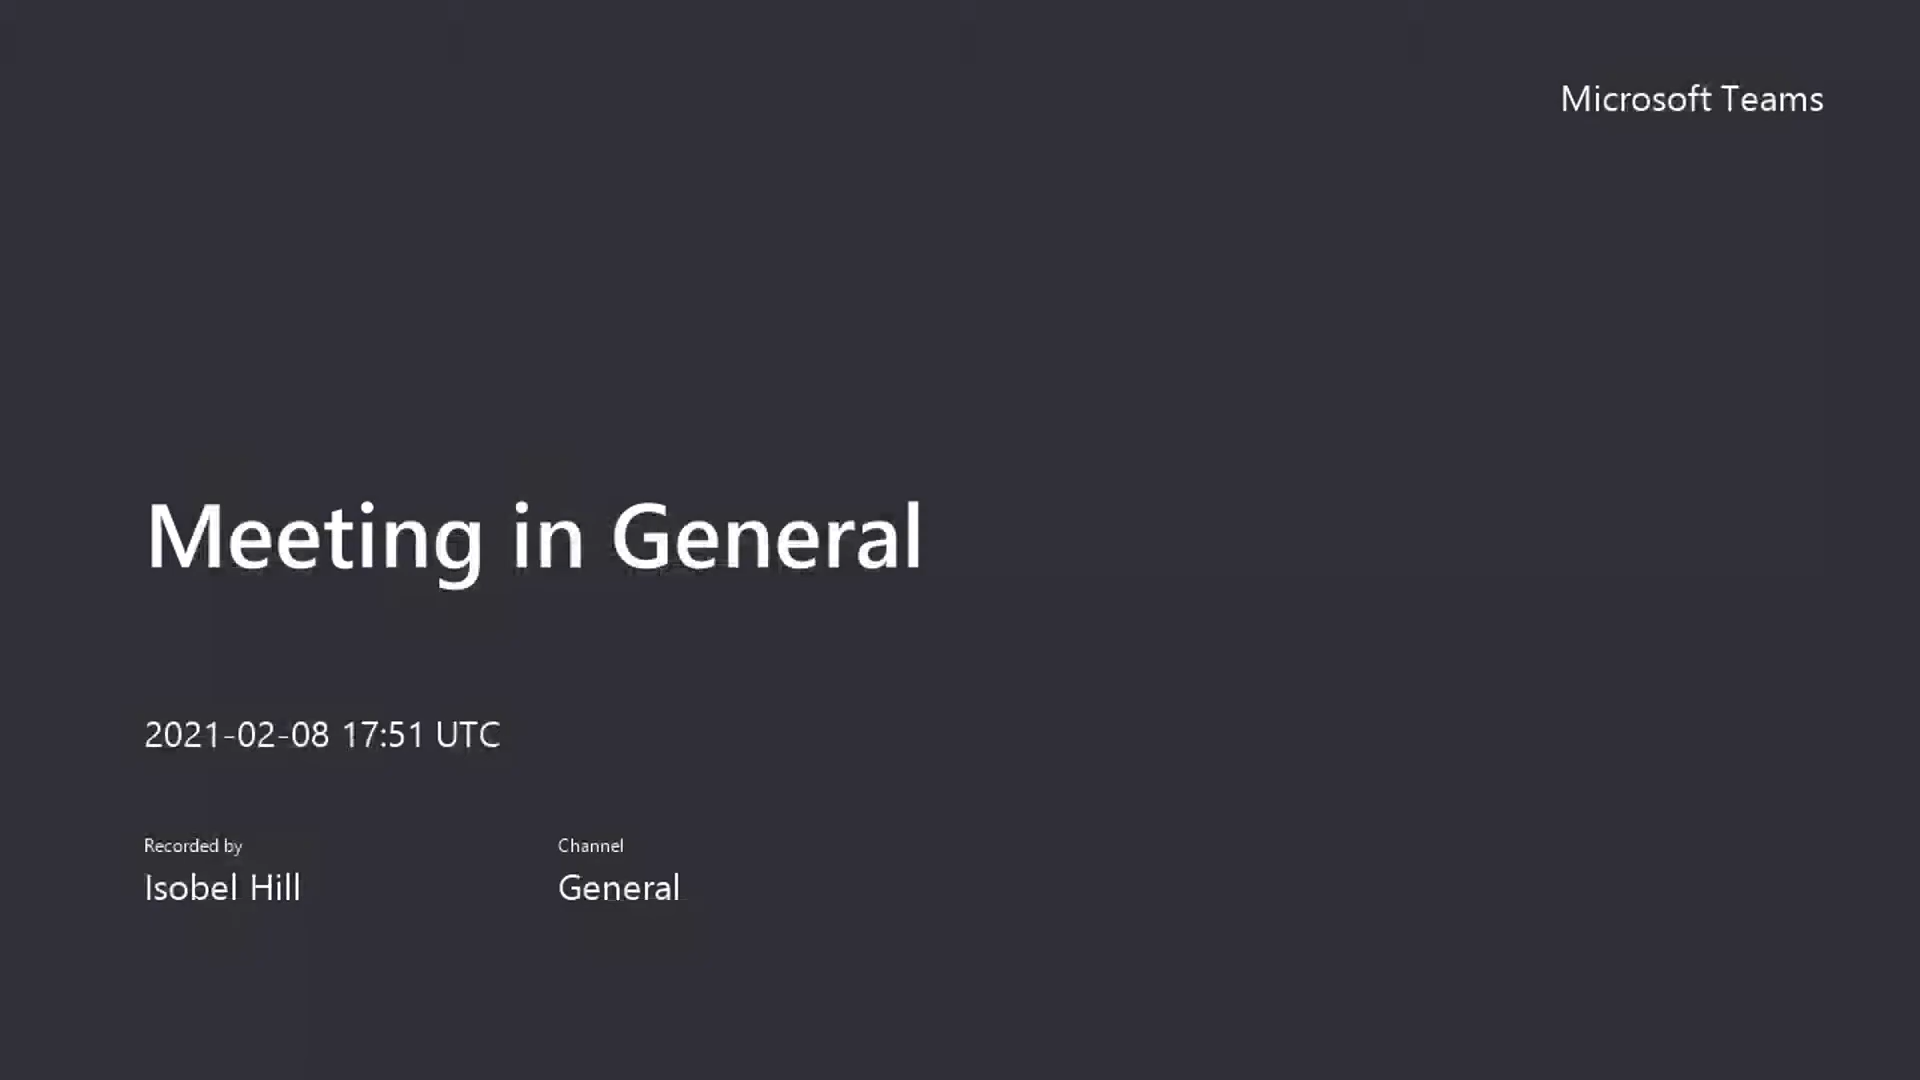 Microsoft Teams
Meeting in General
2021-02-08 17:51 UTC
Recorded by
Isobel Hill
Channel
General